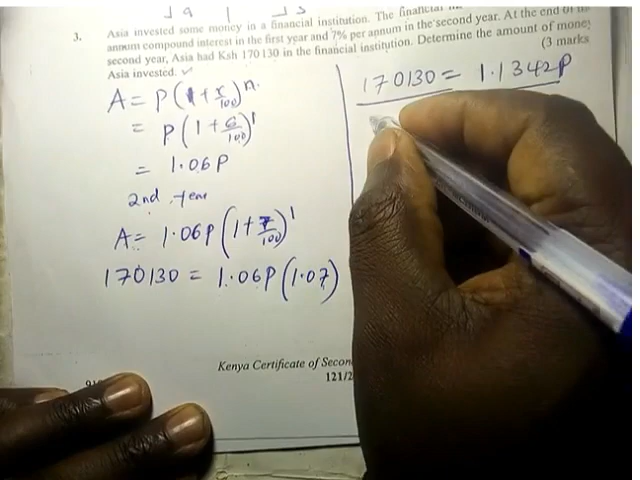 3. Asia invested some money in a financial institution. The financial
annum compound interest in the first year and 7% per annum in the second year. At the end of
second year, Asia had Ksh 170 130 in the financial institution. Determine the amount of money
Asia invested.
(3 marks
A = P(1+r/100)^n.
= P(1+6/100)^1
= 1.06P
2nd year
A = 1.06P(1+7/100)^1
170130 = 1.06P(1.07)
170130 = 1.1342P
Kenya Certificate of Secon
121/2